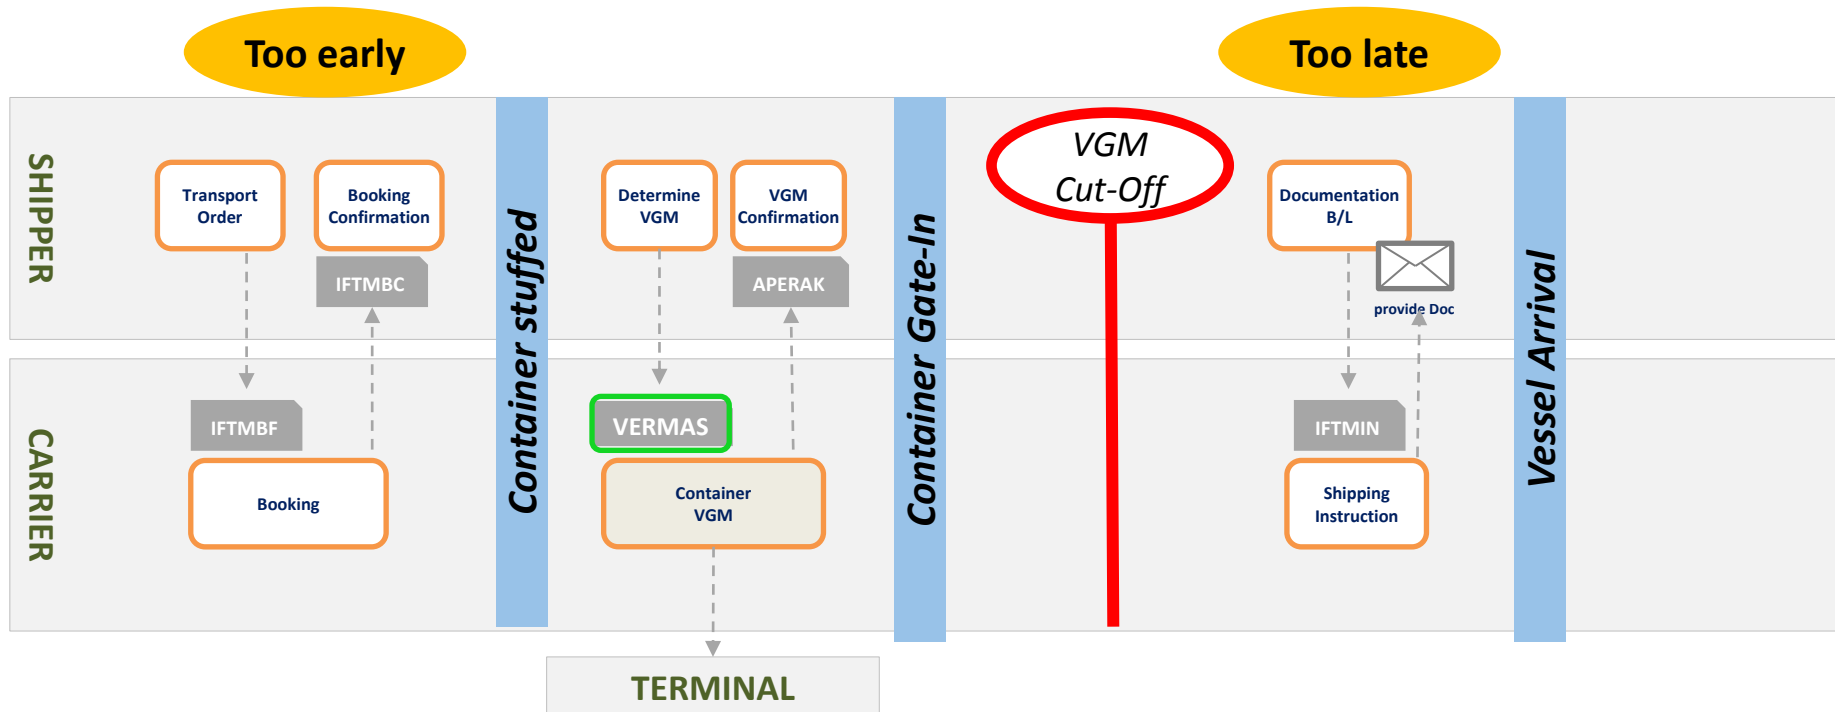 Too early
Too late
SHIPPER
Transport
Order
Booking
Confirmation
IFTMBC
Container stuffed
Determine
VGM
VGM
Confirmation
APERAK
Container Gate-In
VGM
Cut-Off
Documentation
B/L
provide Doc
Vessel Arrival
CARRIER
IFTMBF
Booking
VERMAS
Container
VGM
IFTMIN
Shipping
Instruction
TERMINAL